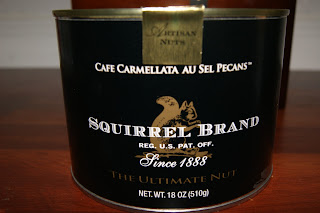 ARTISAN
NUTS
CAFE CARMELLATA AU SEL PECANS™
SQUIRREL BRAND
REG. U.S. PAT. OFF.
Since 1888
THE ULTIMATE NUT
NET. WT. 18 OZ (510g)